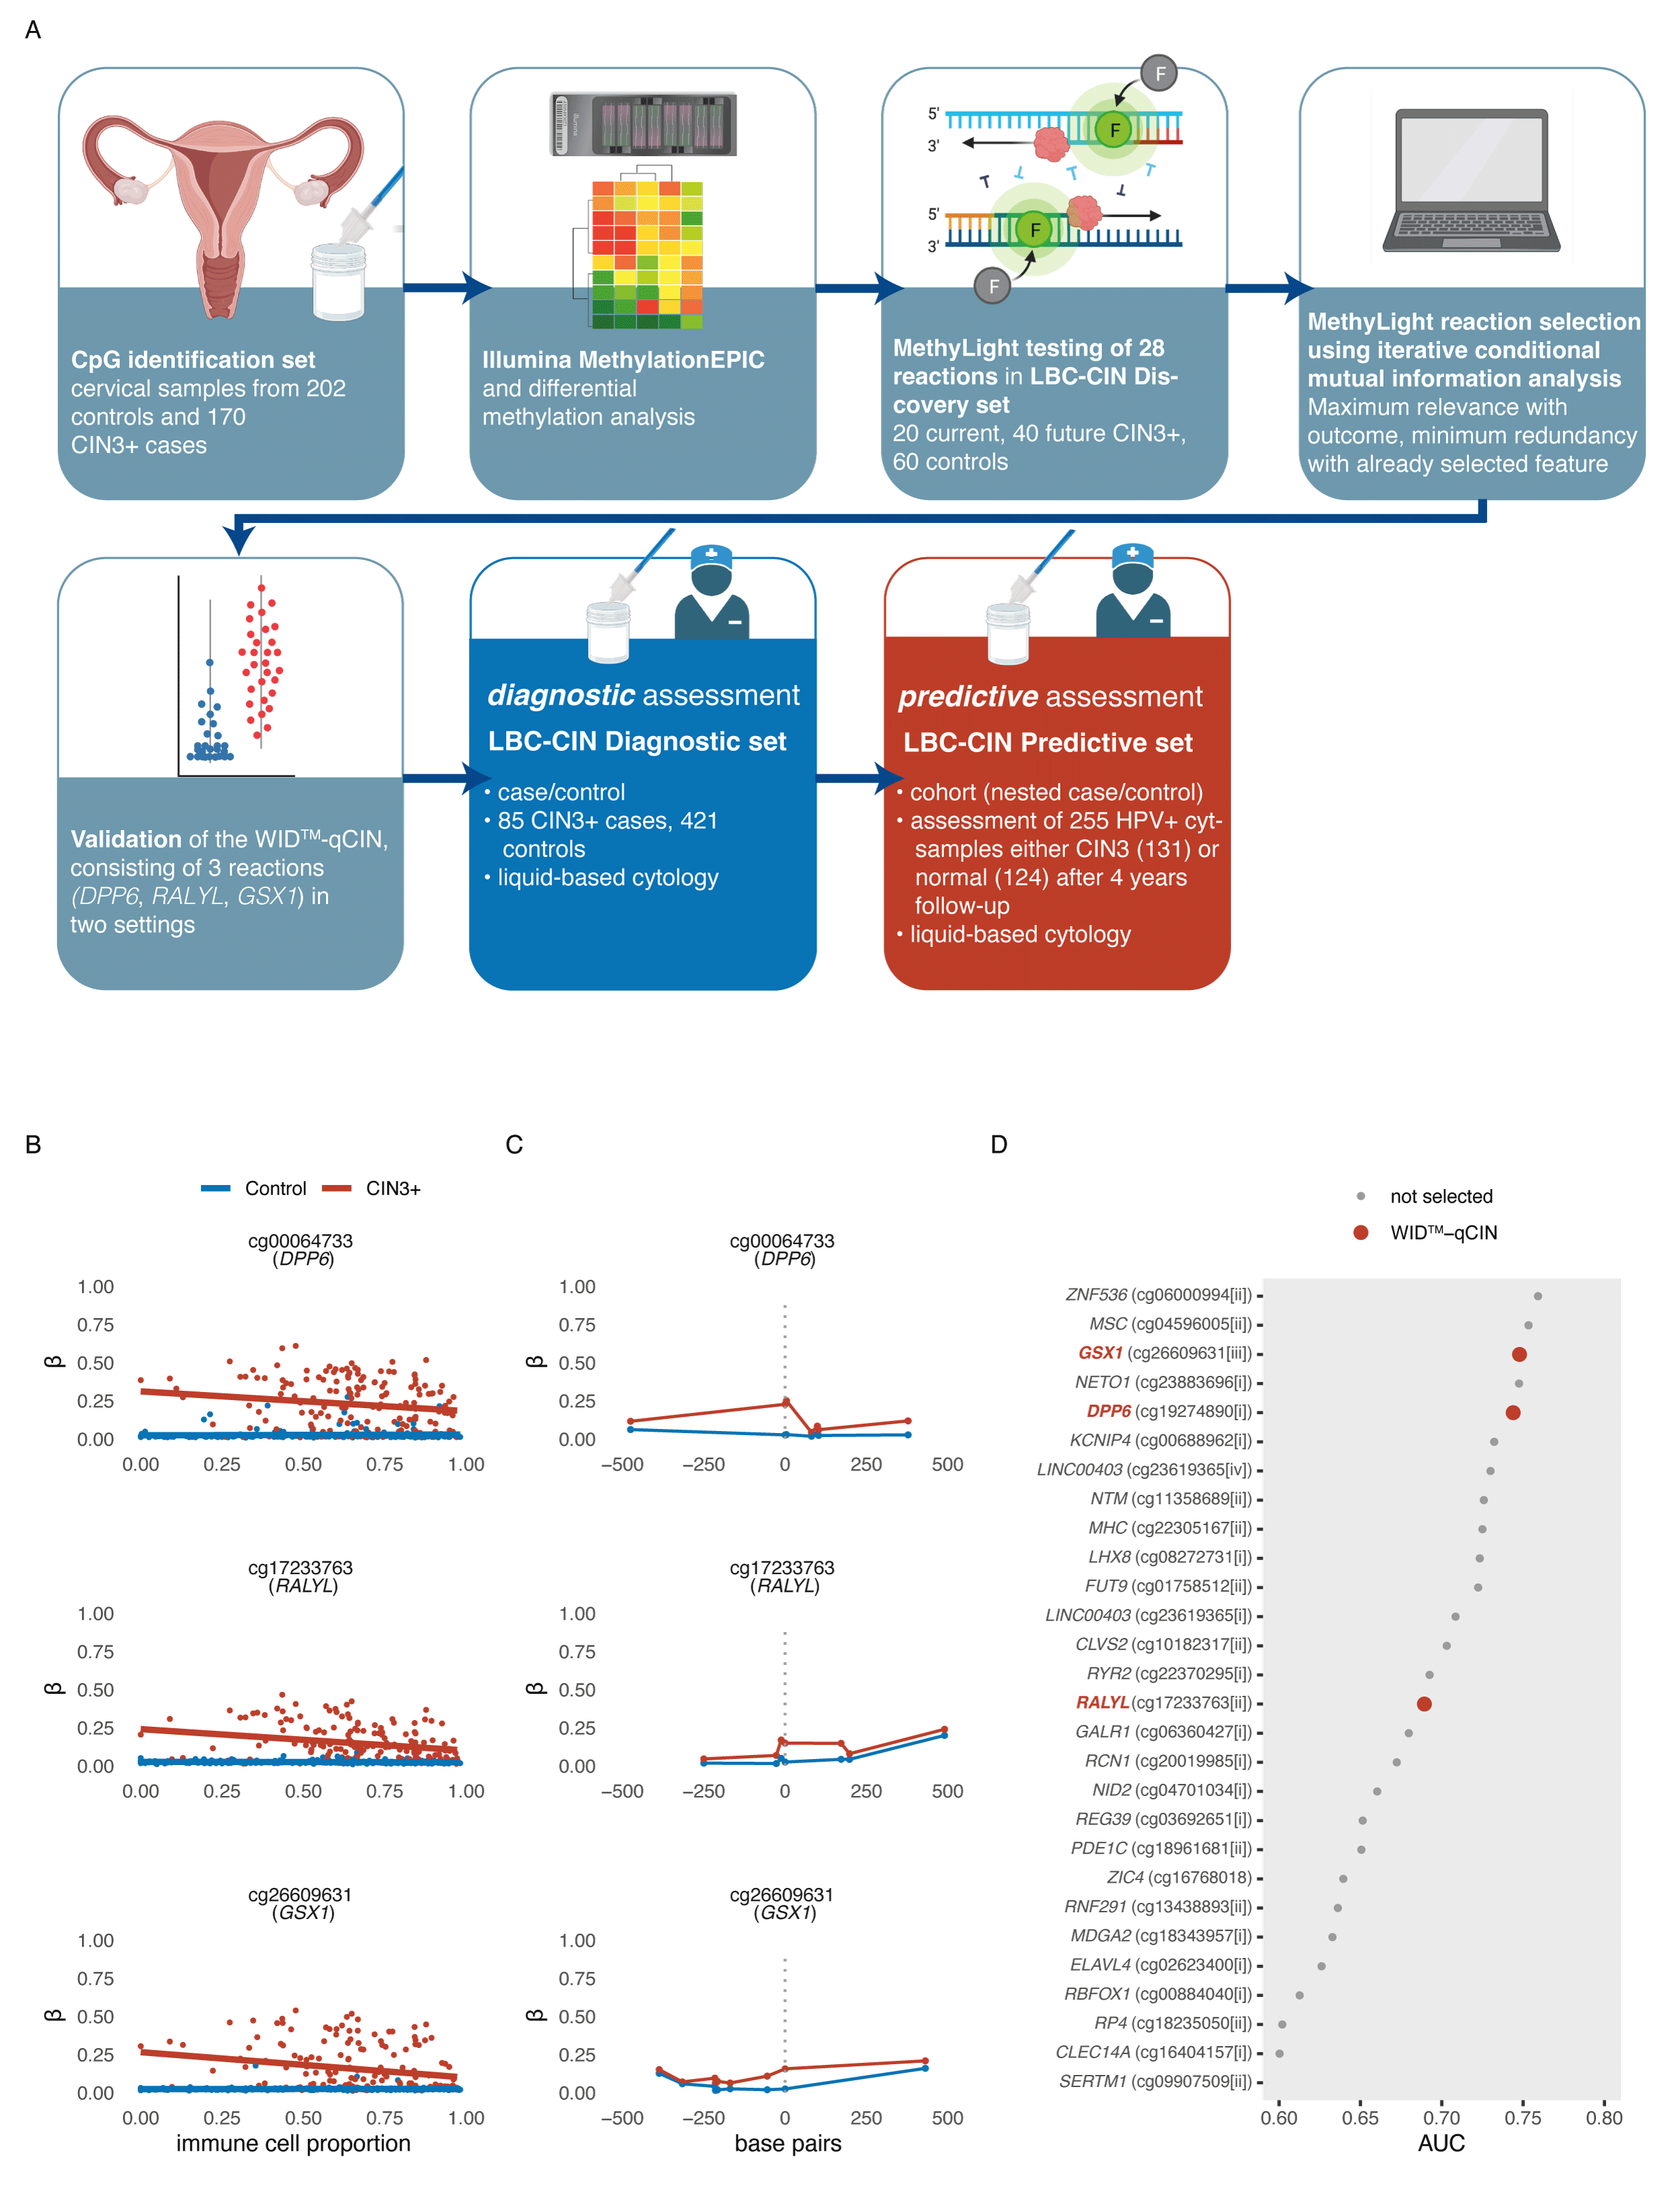 A
F
5'
F
3'
5'
F
3'
F
CpG identification set
cervical samples from 202
controls and 170
CIN3+ cases
Illumina MethylationEPIC
and differential
methylation analysis
MethyLight testing of 28
reactions in LBC-CIN Dis-
covery set
20 current, 40 future CIN3+,
60 controls
MethyLight reaction selection
using iterative conditional
mutual information analysis
Maximum relevance with
outcome, minimum redundancy
with already selected feature
Validation of the WID™-qCIN,
consisting of 3 reactions
(DPP6, RALYL, GSX1) in
two settings
diagnostic assessment
LBC-CIN Diagnostic set
• case/control
• 85 CIN3+ cases, 421
controls
• liquid-based cytology
predictive assessment
LBC-CIN Predictive set
• cohort (nested case/control)
• assessment of 255 HPV+ cyt-
samples either CIN3 (131) or
normal (124) after 4 years
follow-up
• liquid-based cytology
B
Control CIN3+
cg00064733
(DPP6)
1.00
0.75
0.50
0.25
0.00
β
0.00 0.25 0.50 0.75 1.00
cg17233763
(RALYL)
1.00
0.75
0.50
0.25
0.00
β
0.00 0.25 0.50 0.75 1.00
cg26609631
(GSX1)
1.00
0.75
0.50
0.25
0.00
β
0.00 0.25 0.50 0.75 1.00
immune cell proportion
C
cg00064733
(DPP6)
1.00
0.75
0.50
0.25
0.00
β
−500 −250 0 250 500
cg17233763
(RALYL)
1.00
0.75
0.50
0.25
0.00
β
−500 −250 0 250 500
cg26609631
(GSX1)
1.00
0.75
0.50
0.25
0.00
β
−500 −250 0 250 500
base pairs
D
not selected
WID™−qCIN
ZNF536 (cg06000994[ii])
MSC (cg04596005[ii])
GSX1 (cg26609631[iii])
NETO1 (cg23883696[i])
DPP6 (cg19274890[i])
KCNIP4 (cg00688962[i])
LINC00403 (cg23619365[iv])
NTM (cg11358689[ii])
MHC (cg22305167[ii])
LHX8 (cg08272731[i])
FUT9 (cg01758512[ii])
LINC00403 (cg23619365[i])
CLVS2 (cg10182317[ii])
RYR2 (cg22370295[i])
RALYL (cg17233763[ii])
GALR1 (cg06360427[i])
RCN1 (cg20019985[i])
NID2 (cg04701034[i])
REG39 (cg03692651[i])
PDE1C (cg18961681[ii])
ZIC4 (cg16768018)
RNF291 (cg13438893[ii])
MDGA2 (cg18343957[i])
ELAVL4 (cg02623400[i])
RBFOX1 (cg00884040[i])
RP4 (cg18235050[ii])
CLEC14A (cg16404157[i])
SERTM1 (cg09907509[ii])
0.60 0.65 0.70 0.75 0.80
AUC